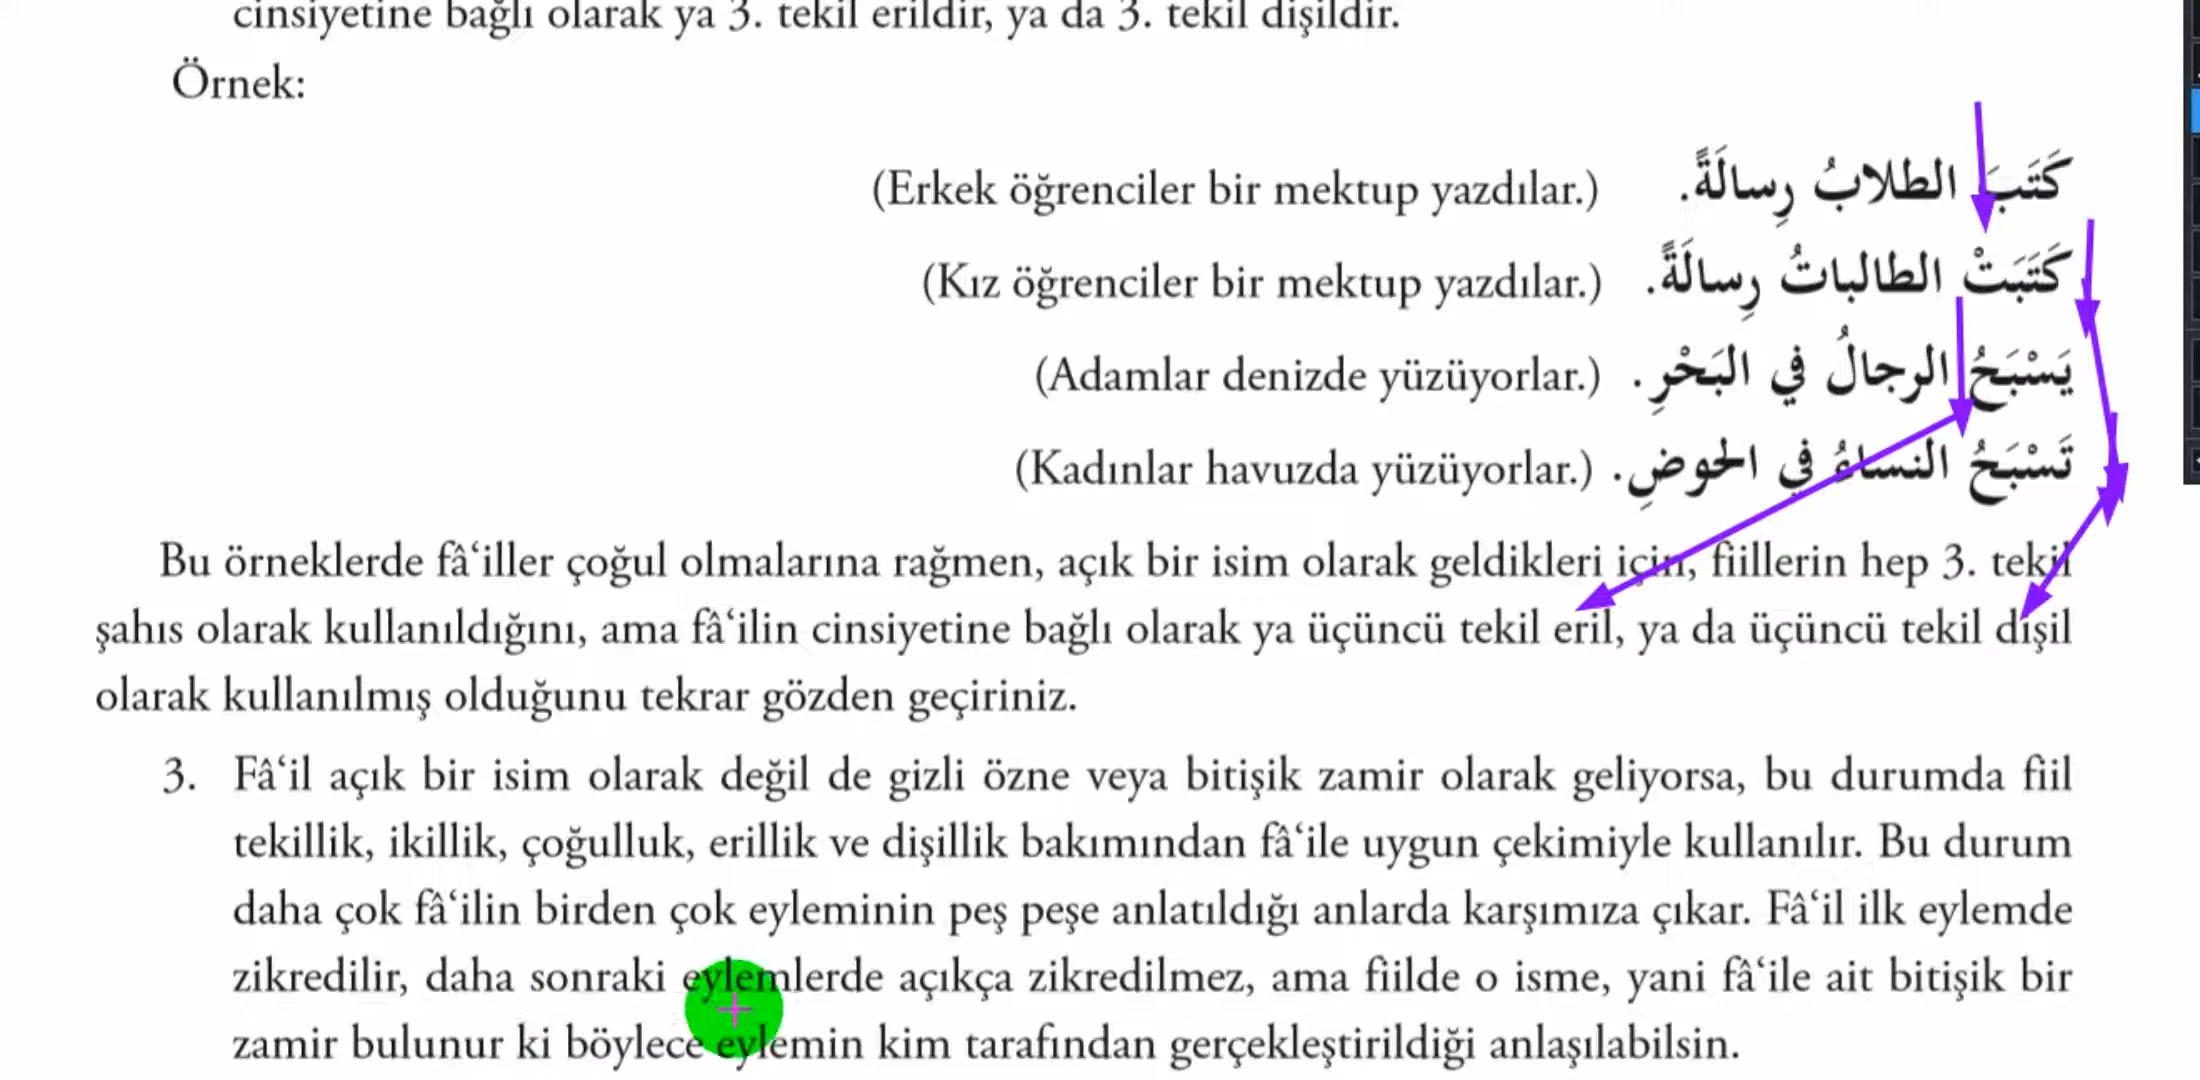 cinsiyetine bağlı olarak ya 3. tekil erildir, ya da 3. tekil dişildir.
Örnek:
كَتَبَ الطلابُ رِسالَةً. (Erkek öğrenciler bir mektup yazdılar.)
كَتَبَتْ الطالباتُ رِسالَةً. (Kız öğrenciler bir mektup yazdılar.)
يَسْبَحُ الرجالُ في البَحْرِ. (Adamlar denizde yüzüyorlar.)
تَسْبَحُ النساءُ في الحوضِ. (Kadınlar havuzda yüzüyorlar.)
Bu örneklerde fâ‘iller çoğul olmalarına rağmen, açık bir isim olarak geldikleri için, fiillerin hep 3. tekil
şahıs olarak kullanıldığını, ama fâ‘ilin cinsiyetine bağlı olarak ya üçüncü tekil eril, ya da üçüncü tekil dişil
olarak kullanılmış olduğunu tekrar gözden geçiriniz.
3. Fâ‘il açık bir isim olarak değil de gizli özne veya bitişik zamir olarak geliyorsa, bu durumda fiil
tekillik, ikillik, çoğulluk, erillik ve dişillik bakımından fâ‘ile uygun çekimiyle kullanılır. Bu durum
daha çok fâ‘ilin birden çok eyleminin peş peşe anlatıldığı anlarda karşımıza çıkar. Fâ‘il ilk eylemde
zikredilir, daha sonraki eylemlerde açıkça zikredilmez, ama fiilde o isme, yani fâ‘ile ait bitişik bir
zamir bulunur ki böylece eylemin kim tarafından gerçekleştirildiği anlaşılabilsin.